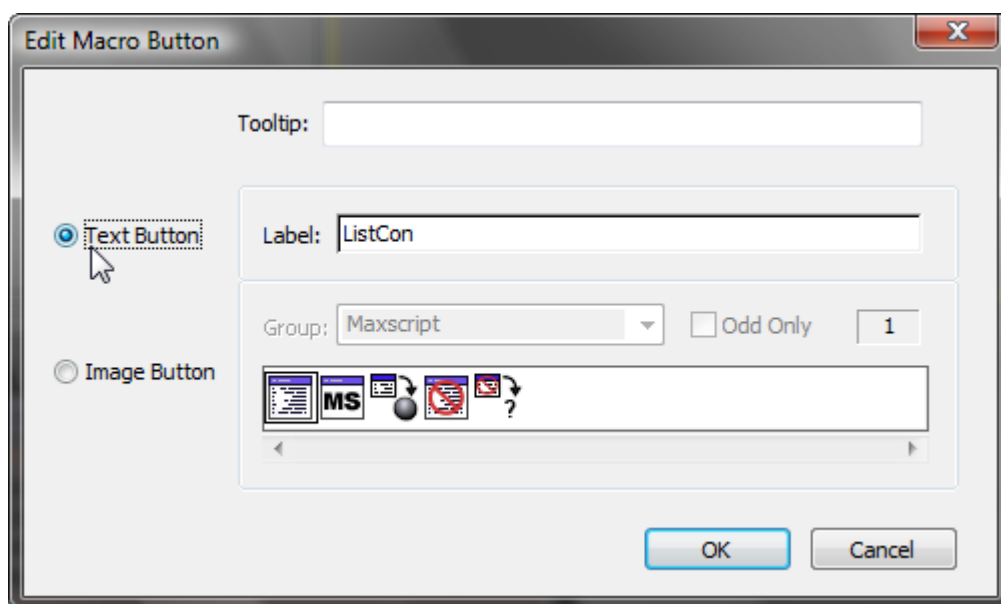 Edit Macro Button
Tooltip:
Text Button
Label: ListCon
Group: Maxscript Odd Only 1
Image Button
MS
?
OK Cancel